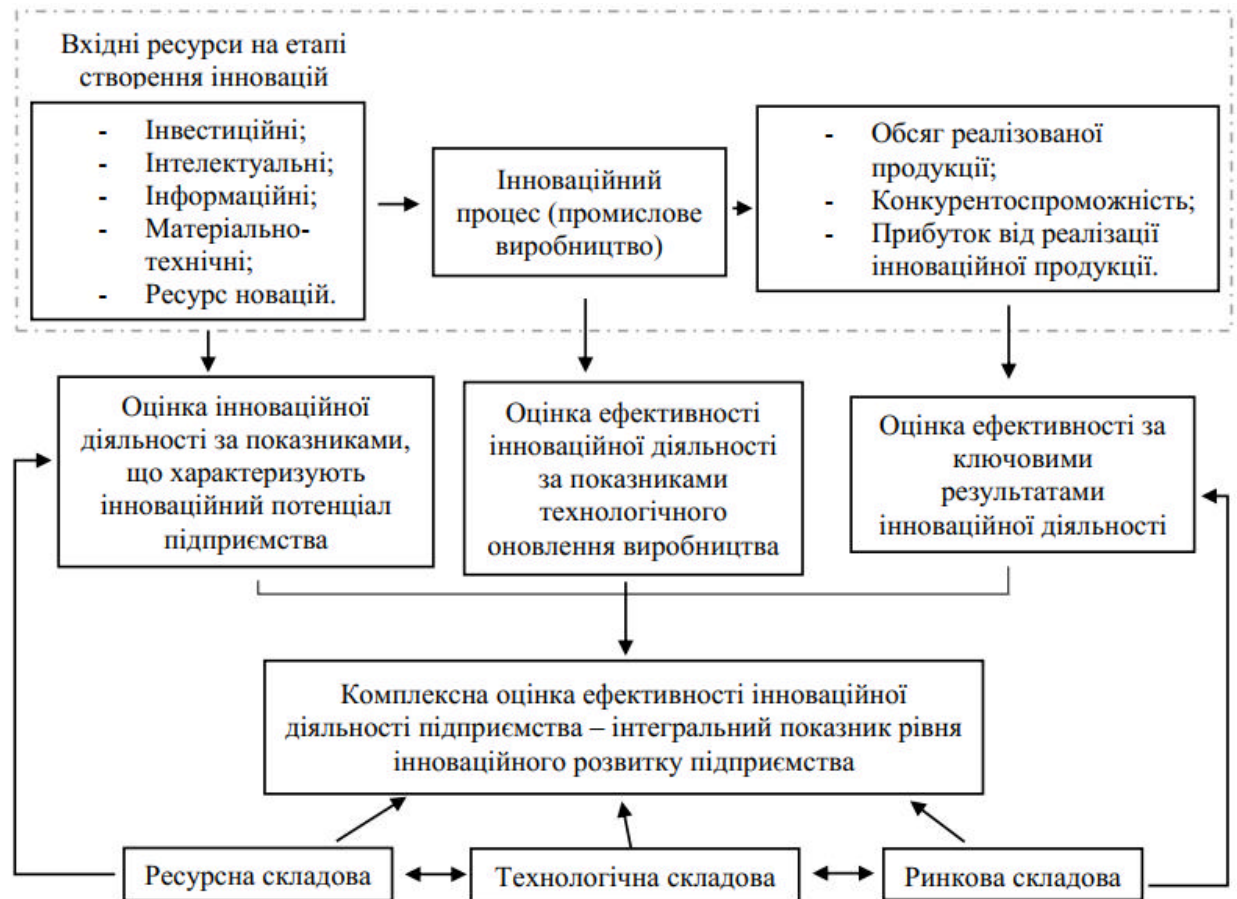 Вхідні ресурси на етапі
створення інновацій
- Інвестиційні;
- Інтелектуальні;
- Інформаційні;
- Матеріально-
технічні;
- Ресурс новацій.
Інноваційний
процес (промислове
виробництво)
- Обсяг реалізованої
продукції;
- Конкурентоспроможність;
- Прибуток від реалізації
інноваційної продукції.
Оцінка інноваційної
діяльності за показниками,
що характеризують
інноваційний потенціал
підприємства
Оцінка ефективності
інноваційної діяльності
за показниками
технологічного
оновлення виробництва
Оцінка ефективності за
ключовими
результатами
інноваційної діяльності
Комплексна оцінка ефективності інноваційної
діяльності підприємства – інтегральний показник рівня
інноваційного розвитку підприємства
Ресурсна складова
Технологічна складова
Ринкова складова